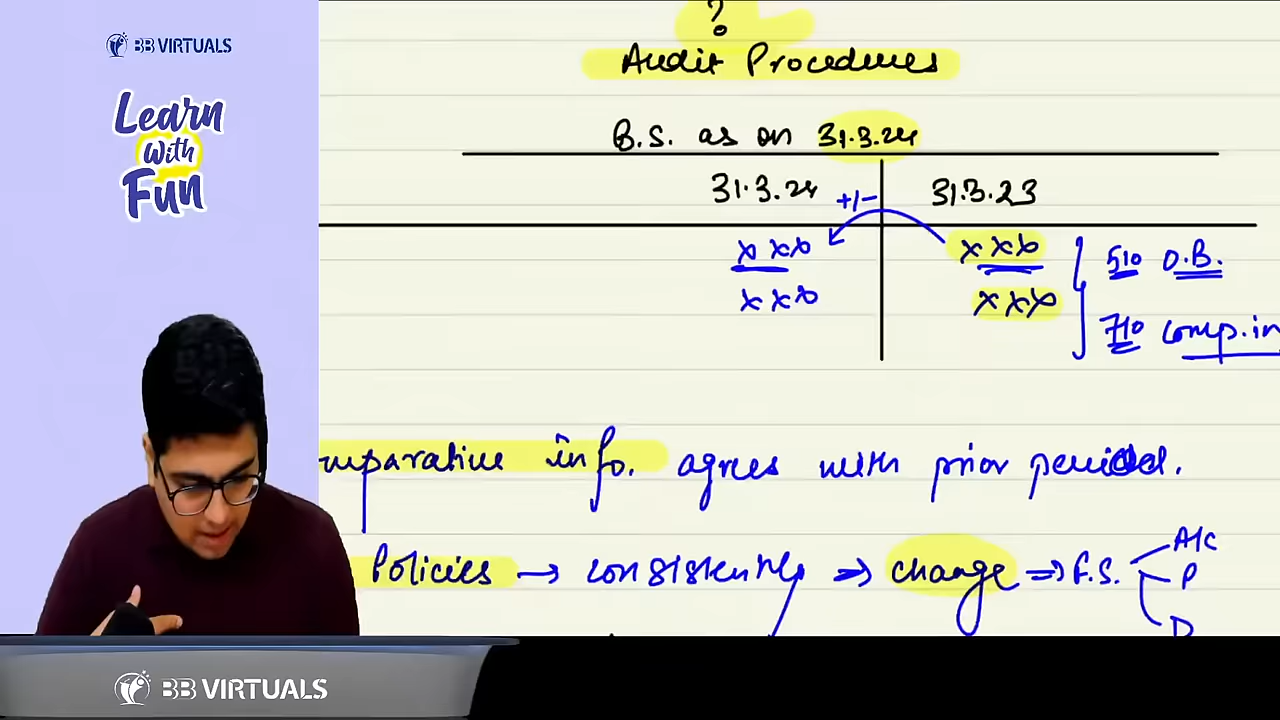 BB VIRTUALS
Learn
With
Fun
?
Audit Procedures
B.S. as on 31.3.24
31.3.24 +/- 31.3.23
xxx xxx 510 O.B.
xxx xxx 710 comp.in
mparative info. agrees with prior period.
Policies → consistently ⇒ change ⇒ F.S.
A/c
P
D
BB VIRTUALS